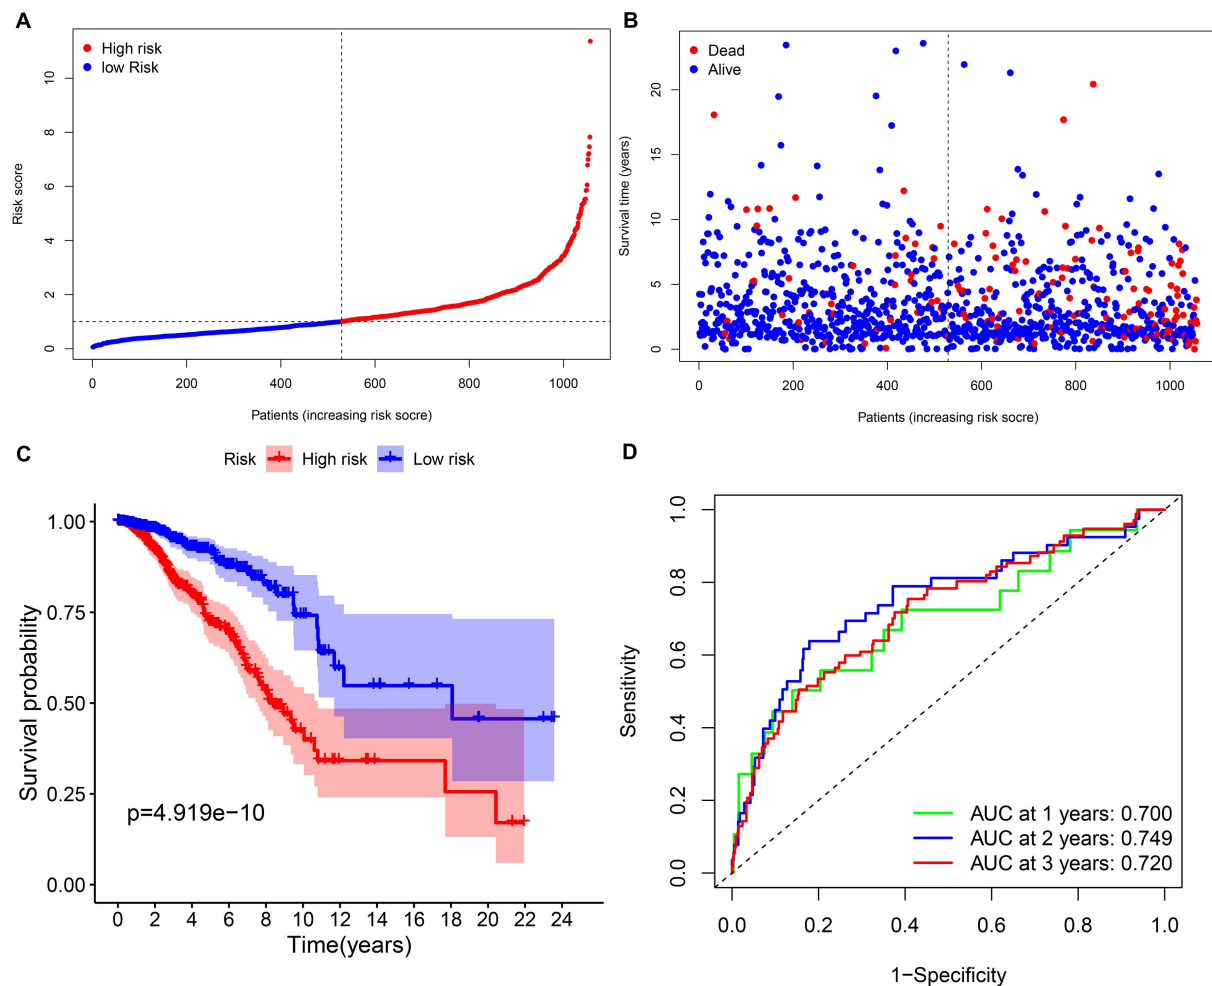 A
High risk
low Risk
10
8
6
4
2
0
Risk score
0 200 400 600 800 1000
Patients (increasing risk socre)
B
Dead
Alive
20
15
10
5
0
Survival time (years)
0 200 400 600 800 1000
Patients (increasing risk socre)
C
Risk High risk Low risk
1.00
0.75
0.50
0.25
0.00
Survival probability
p=4.919e−10
0 2 4 6 8 10 12 14 16 18 20 22 24
Time(years)
D
1.0
0.8
0.6
0.4
0.2
0.0
Sensitivity
AUC at 1 years: 0.700
AUC at 2 years: 0.749
AUC at 3 years: 0.720
0.0 0.2 0.4 0.6 0.8 1.0
1−Specificity